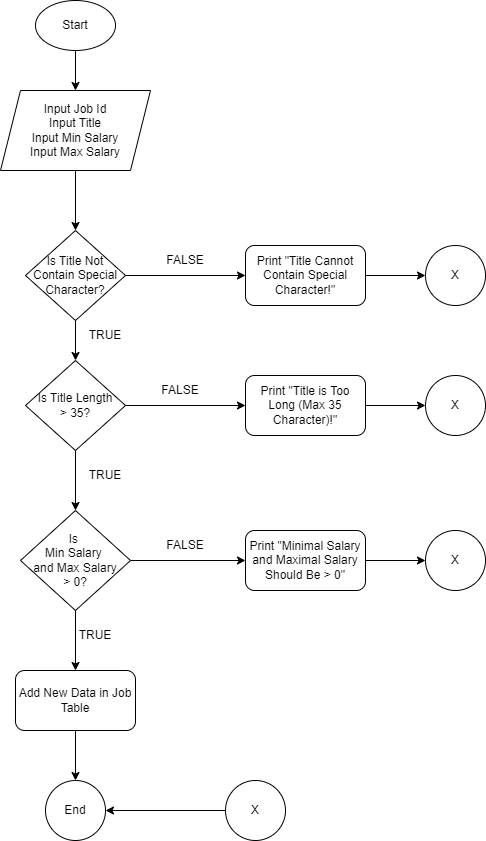 Start
Input Job Id
Input Title
Input Min Salary
Input Max Salary
Is Title Not
Contain Special
Character?
FALSE
Print "Title Cannot
Contain Special
Character!"
X
TRUE
Is Title Length
> 35?
FALSE
Print "Title is Too
Long (Max 35
Character)!"
X
TRUE
Is
Min Salary
and Max Salary
> 0?
FALSE
Print "Minimal Salary
and Maximal Salary
Should Be > 0"
X
TRUE
Add New Data in Job
Table
End
X